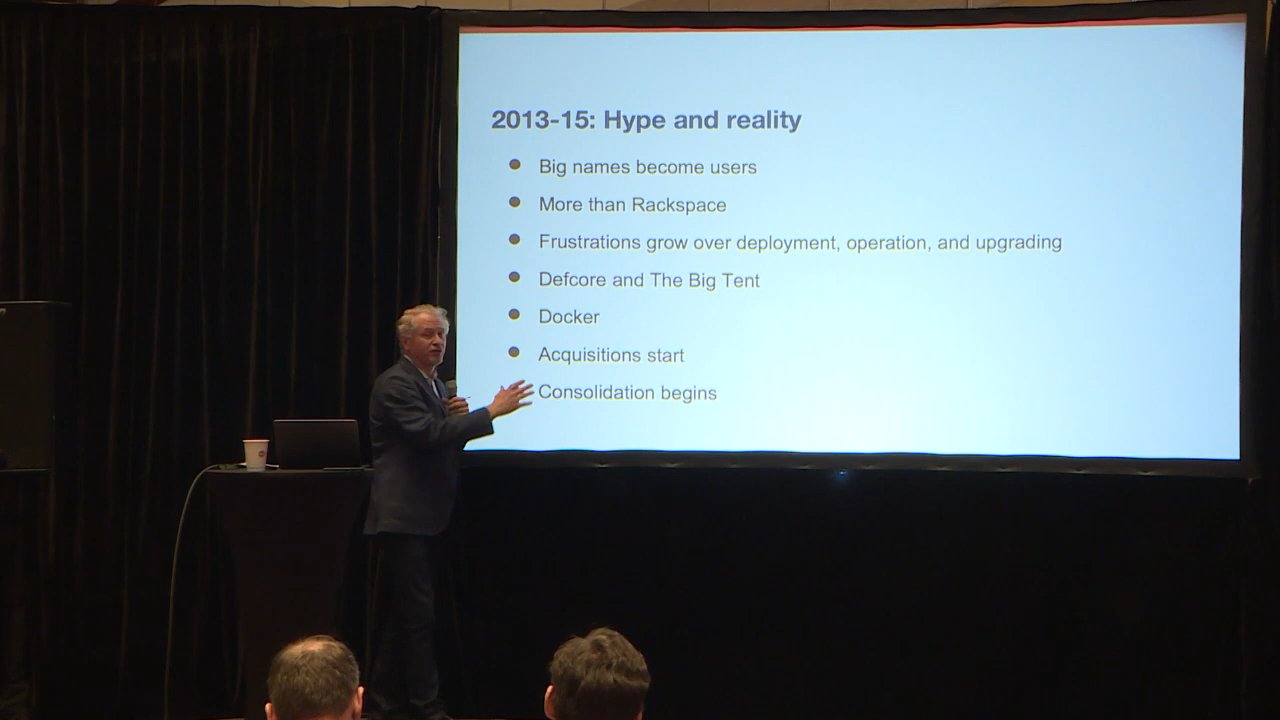 2013-15: Hype and reality
Big names become users
More than Rackspace
Frustrations grow over deployment, operation, and upgrading
Defcore and The Big Tent
Docker
Acquisitions start
Consolidation begins